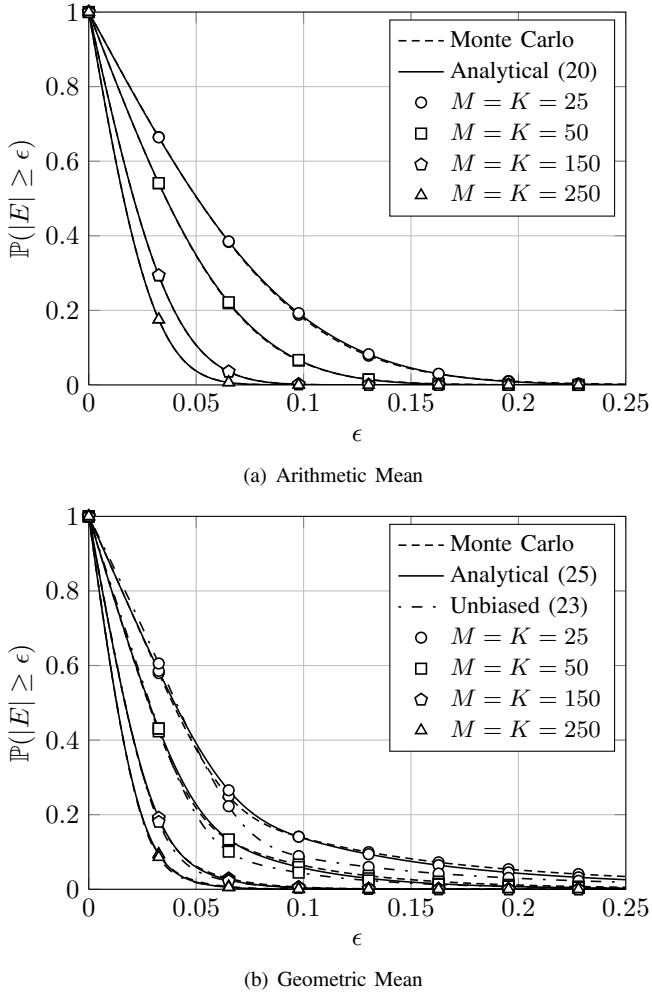 1
0.8
0.6
0.4
0.2
0
ℙ(|E| ≥ ϵ)
Monte Carlo
Analytical (20)
M = K = 25
M = K = 50
M = K = 150
M = K = 250
0 0.05 0.1 0.15 0.2 0.25
ϵ
(a) Arithmetic Mean
1
0.8
0.6
0.4
0.2
0
ℙ(|E| ≥ ϵ)
Monte Carlo
Analytical (25)
Unbiased (23)
M = K = 25
M = K = 50
M = K = 150
M = K = 250
0 0.05 0.1 0.15 0.2 0.25
ϵ
(b) Geometric Mean